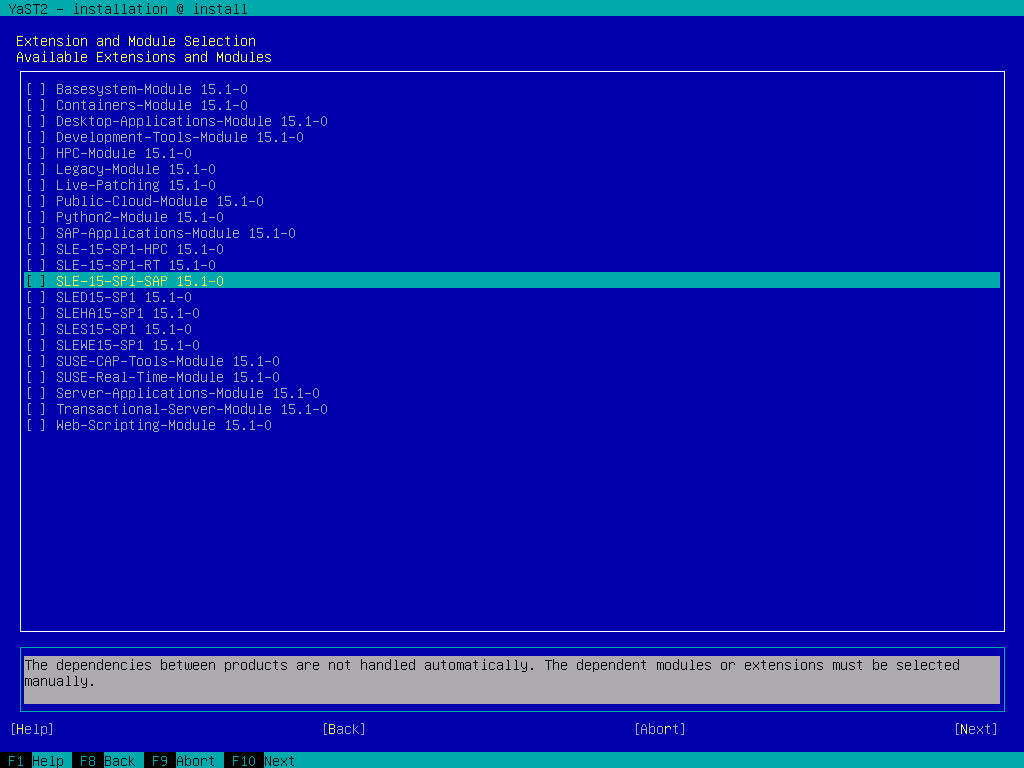 YaST2 - installation @ install
Extension and Module Selection
Available Extensions and Modules
[ ] Basesystem-Module 15.1-0
[ ] Containers-Module 15.1-0
[ ] Desktop-Applications-Module 15.1-0
[ ] Development-Tools-Module 15.1-0
[ ] HPC-Module 15.1-0
[ ] Legacy-Module 15.1-0
[ ] Live-Patching 15.1-0
[ ] Public-Cloud-Module 15.1-0
[ ] Python2-Module 15.1-0
[ ] SAP-Applications-Module 15.1-0
[ ] SLE-15-SP1-HPC 15.1-0
[ ] SLE-15-SP1-RT 15.1-0
[ ] SLE-15-SP1-SAP 15.1-0
[ ] SLED15-SP1 15.1-0
[ ] SLEHA15-SP1 15.1-0
[ ] SLES15-SP1 15.1-0
[ ] SLEWE15-SP1 15.1-0
[ ] SUSE-CAP-Tools-Module 15.1-0
[ ] SUSE-Real-Time-Module 15.1-0
[ ] Server-Applications-Module 15.1-0
[ ] Transactional-Server-Module 15.1-0
[ ] Web-Scripting-Module 15.1-0
The dependencies between products are not handled automatically. The dependent modules or extensions must be selected
manually.
[Help] [Back] [Abort] [Next]
F1 Help F8 Back F9 Abort F10 Next